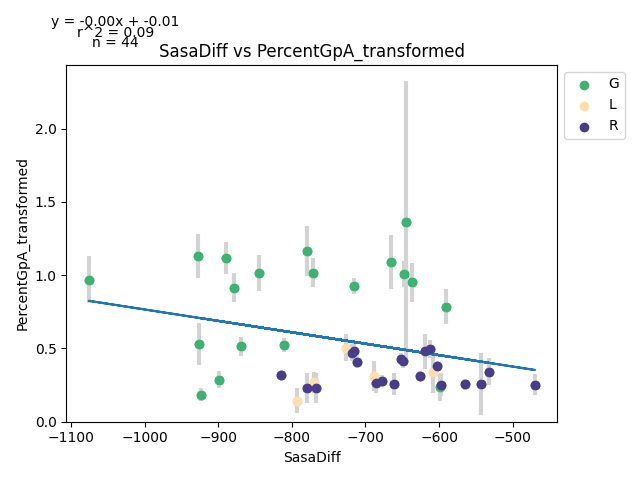 y = -0.00x + -0.01
r^2 = 0.09
n = 44
SasaDiff vs PercentGpA_transformed
G
L
R
PercentGpA_transformed
2.0
1.5
1.0
0.5
0.0
−1100
−1000
−900
−800
−700
−600
−500
SasaDiff